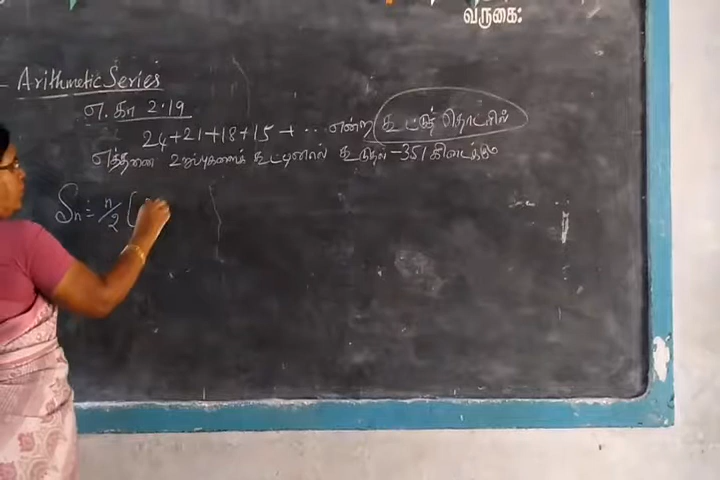 வருகை:
Arithmetic Series
எ.கா 2.19
24+21+18+15+... என்ற கூட்டுத் தொடரில்
எத்தனை உறுப்புகளைக் கூட்டினால் கூடுதல் -351 கிடைக்கும்
Sn = n/2 [